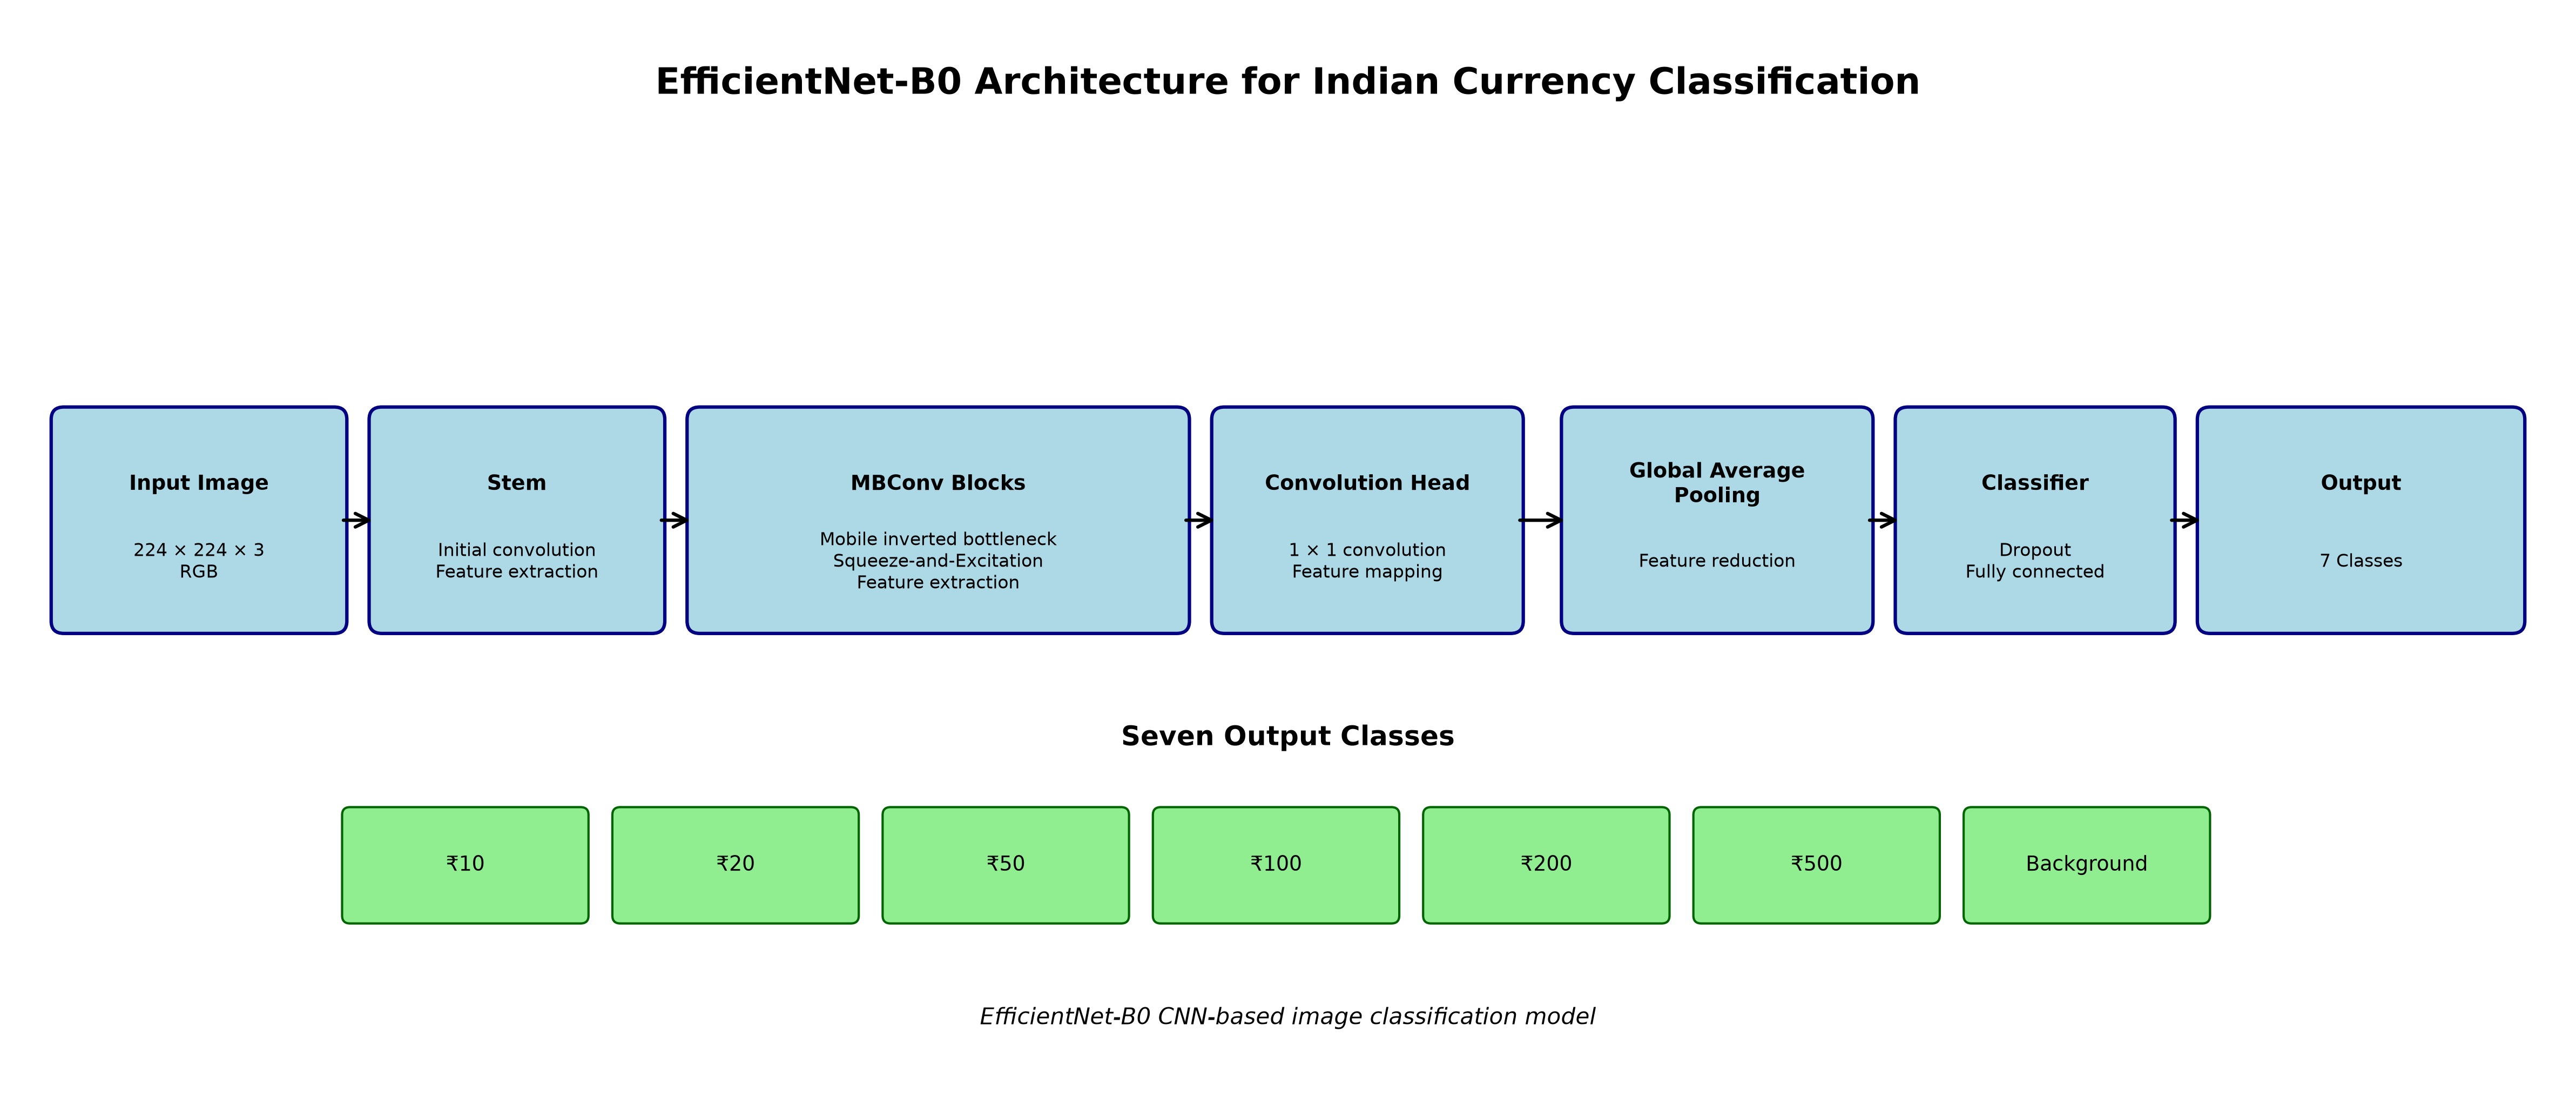 EfficientNet-B0 Architecture for Indian Currency Classification
Input Image
224 × 224 × 3
RGB
Stem
Initial convolution
Feature extraction
MBConv Blocks
Mobile inverted bottleneck
Squeeze-and-Excitation
Feature extraction
Convolution Head
1 × 1 convolution
Feature mapping
Global Average
Pooling
Feature reduction
Classifier
Dropout
Fully connected
Output
7 Classes
Seven Output Classes
₹10
₹20
₹50
₹100
₹200
₹500
Background
EfficientNet-B0 CNN-based image classification model